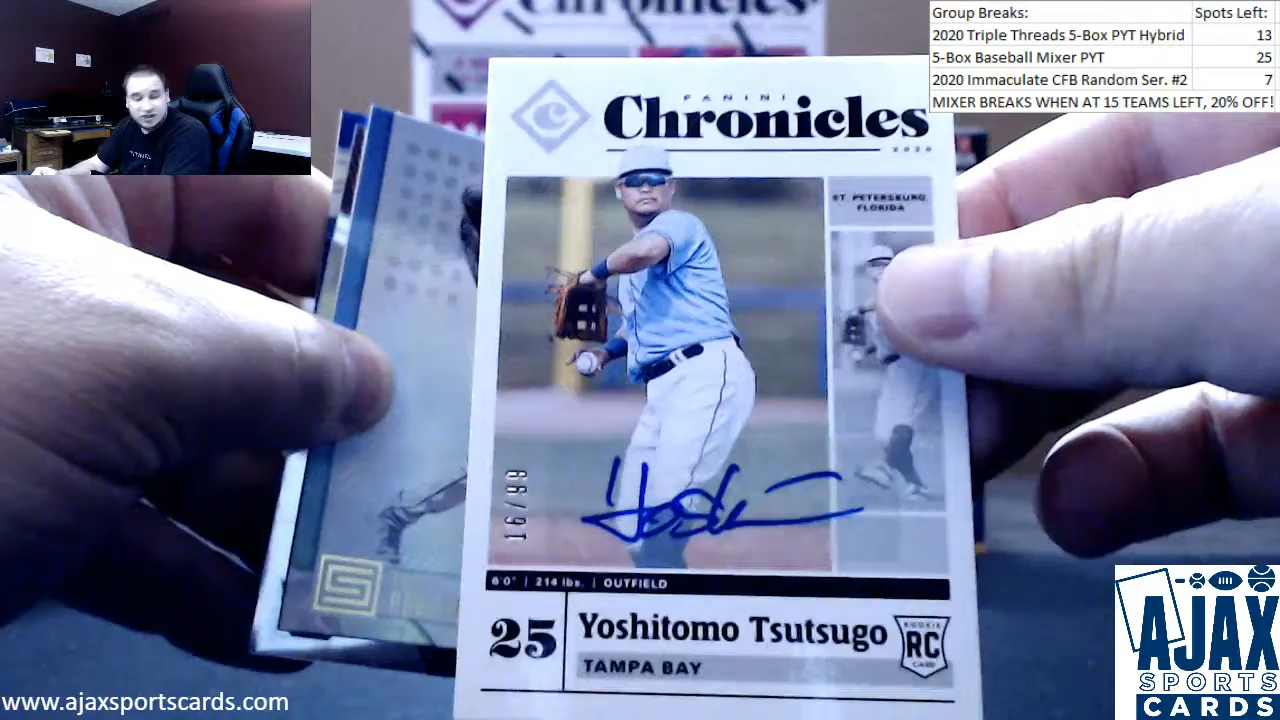 Chronicles
Group Breaks: Spots Left:
2020 Triple Threads 5-Box PYT Hybrid 13
5-Box Baseball Mixer PYT 25
2020 Immaculate CFB Random Ser. #2 7
MIXER BREAKS WHEN AT 15 TEAMS LEFT, 20% OFF!
PANINI
Chronicles
2020
ST. PETERSBURG,
FLORIDA
16/99
6'0" | 214 lbs. | OUTFIELD
25
Yoshitomo Tsutsugo
ROOKIE
RC
CARD
TAMPA BAY
www.ajaxsportscards.com
AJAX
SPORTS
CARDS